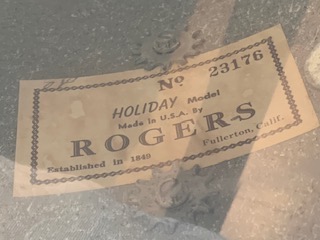 Nº 23176
HOLIDAY Model
Made in U.S.A. By
ROGERS
Established in 1849 Fullerton, Calif.